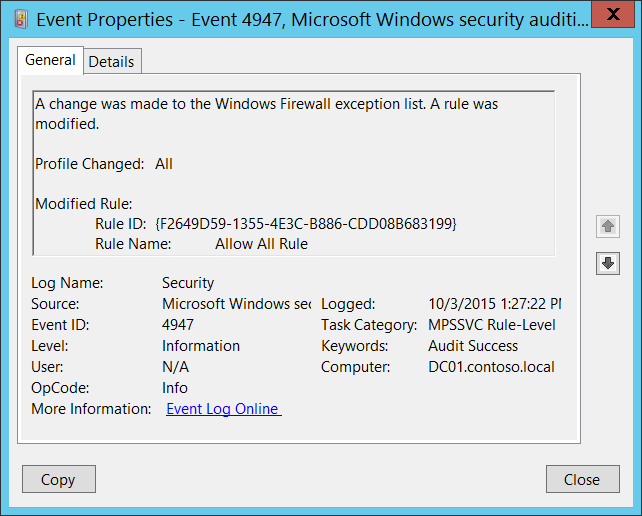 Event Properties - Event 4947, Microsoft Windows security auditi...
X
General Details
A change was made to the Windows Firewall exception list. A rule was
modified.
Profile Changed: All
Modified Rule:
Rule ID: {F2649D59-1355-4E3C-B886-CDD08B683199}
Rule Name: Allow All Rule
Log Name: Security
Source: Microsoft Windows sec Logged: 10/3/2015 1:27:22 PM
Event ID: 4947 Task Category: MPSSVC Rule-Level
Level: Information Keywords: Audit Success
User: N/A Computer: DC01.contoso.local
OpCode: Info
More Information: Event Log Online
Copy Close